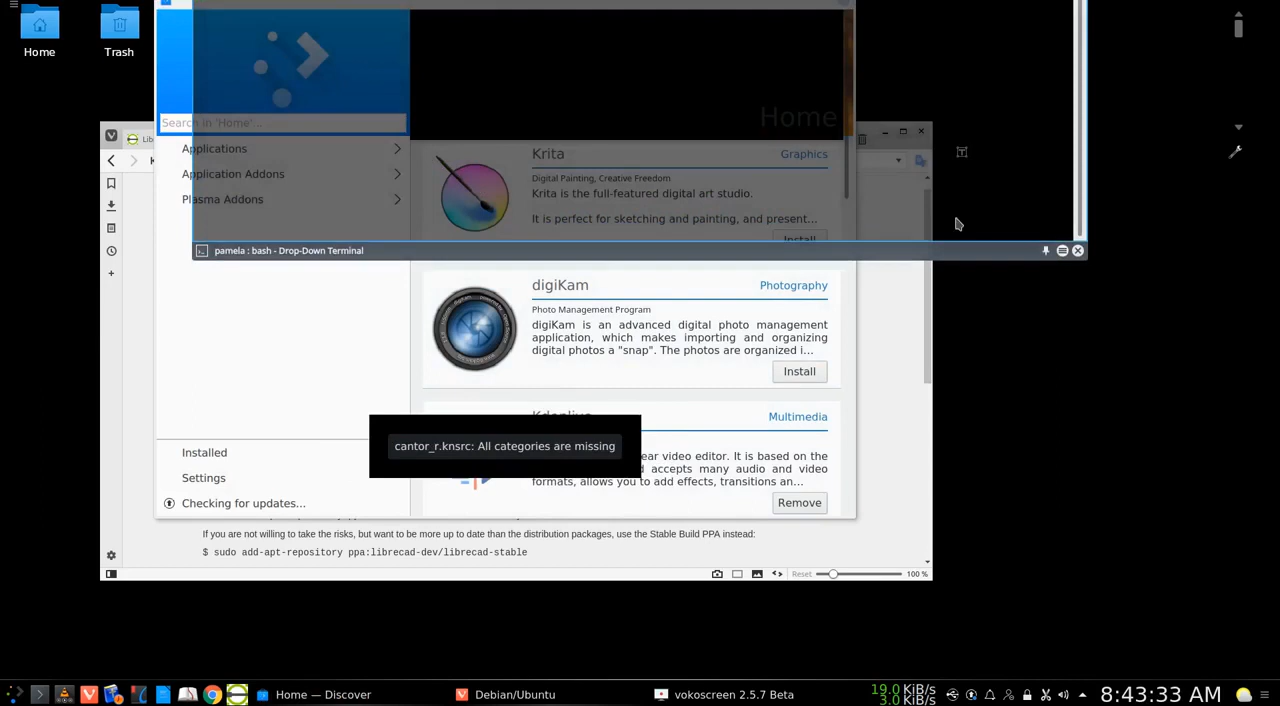 Home
Trash
Home
Search in 'Home'...
Lib
Applications
Application Addons
Plasma Addons
Krita
Graphics
Digital Painting, Creative Freedom
Krita is the full-featured digital art studio.
It is perfect for sketching and painting, and present...
Install
pamela : bash - Drop-Down Terminal
digiKam
Photography
Photo Management Program
digiKam is an advanced digital photo management
application, which makes importing and organizing
digital photos a "snap". The photos are organized i...
Install
Kdenlive
Multimedia
cantor_r.knsrc: All categories are missing
ear video editor. It is based on the
d accepts many audio and video
formats, allows you to add effects, transitions an...
Remove
Installed
Settings
Checking for updates...
If you are not willing to take the risks, but want to be more up to date than the distribution packages, use the Stable Build PPA instead:
$ sudo add-apt-repository ppa:librecad-dev/librecad-stable
Reset
100 %
Home — Discover
Debian/Ubuntu
vokoscreen 2.5.7 Beta
19.0 KiB/s
3.0 KiB/s
8:43:33 AM